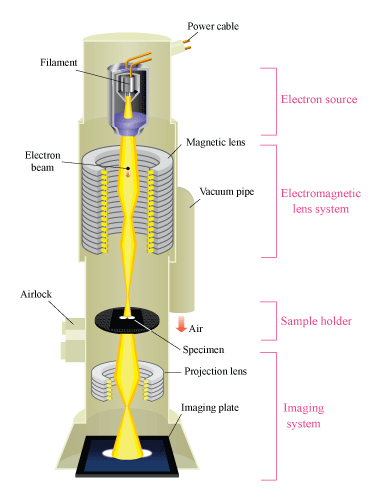 Power cable
Filament
Electron source
Magnetic lens
Electron
beam
Vacuum pipe
Electromagnetic
lens system
Airlock
Air
Sample holder
Specimen
Projection lens
Imaging plate
Imaging
system